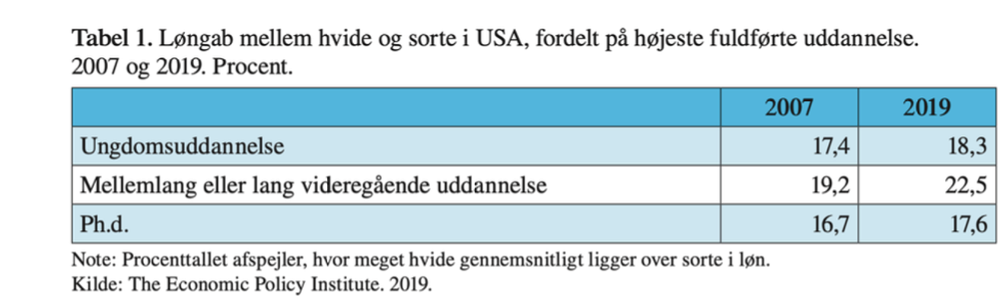 Tabel 1. Løngab mellem hvide og sorte i USA, fordelt på højeste fuldførte uddannelse.
2007 og 2019. Procent.
2007 2019
Ungdomsuddannelse 17,4 18,3
Mellemlang eller lang videregående uddannelse 19,2 22,5
Ph.d. 16,7 17,6
Note: Procenttallet afspejler, hvor meget hvide gennemsnitligt ligger over sorte i løn.
Kilde: The Economic Policy Institute. 2019.